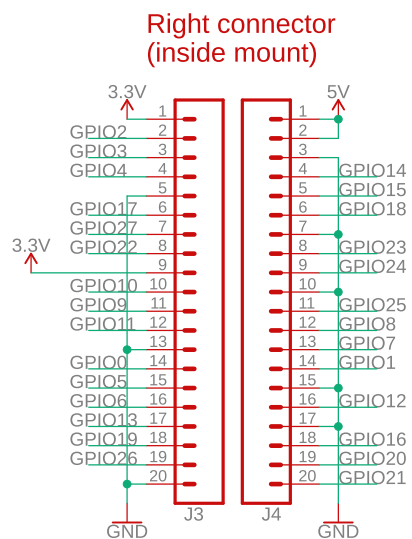 Right connector
(inside mount)
3.3V 5V
1 1
GPIO2 2 2
GPIO3 3 3
GPIO4 4 4 GPIO14
5 5 GPIO15
GPIO17 6 6 GPIO18
GPIO27 7 7
GPIO22 8 8 GPIO23
3.3V 9 9 GPIO24
GPIO10 10 10
GPIO9 11 11 GPIO25
GPIO11 12 12 GPIO8
13 13 GPIO7
GPIO0 14 14 GPIO1
GPIO5 15 15
GPIO6 16 16 GPIO12
GPIO13 17 17
GPIO19 18 18 GPIO16
GPIO26 19 19 GPIO20
20 20 GPIO21
J3 J4
GND GND